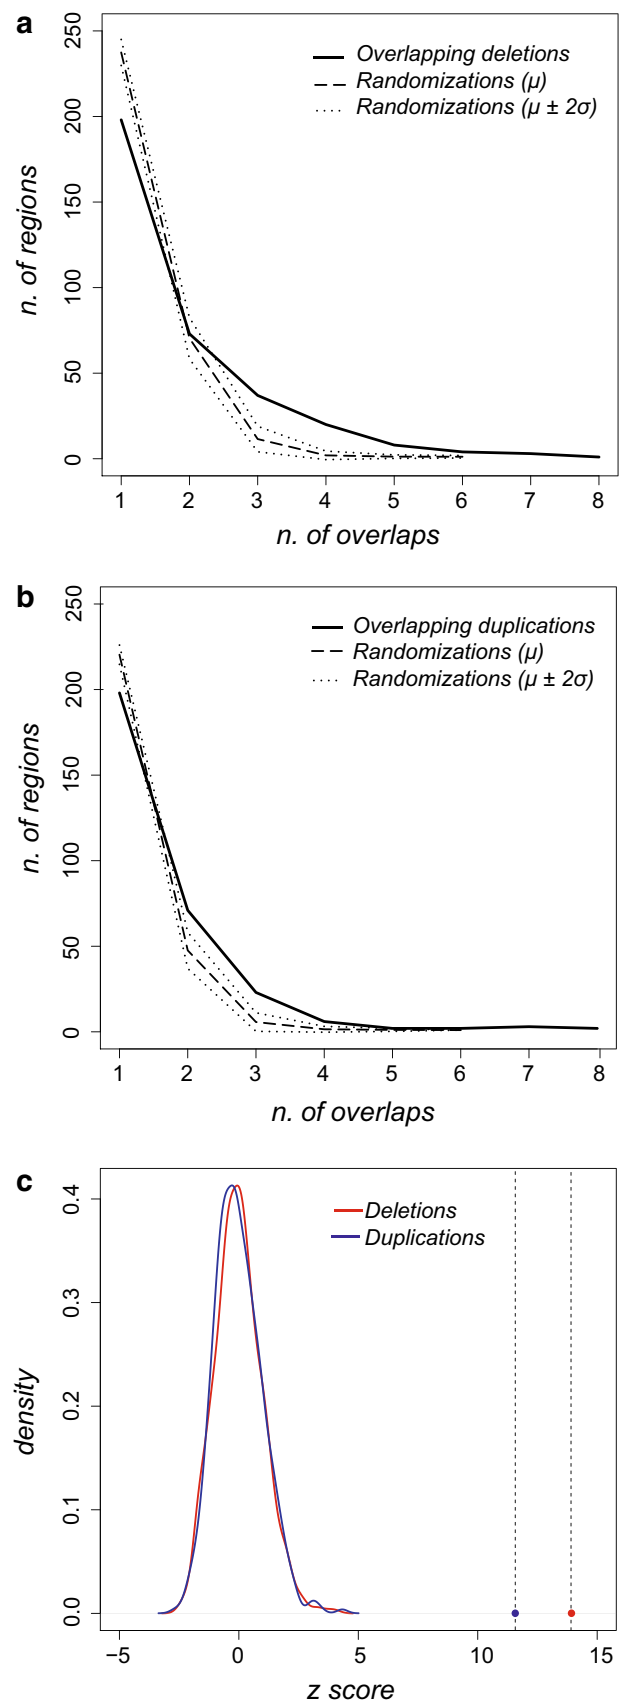 a
250
200
150
100
50
0
n. of regions
Overlapping deletions
Randomizations (μ)
Randomizations (μ ± 2σ)
1 2 3 4 5 6 7 8
n. of overlaps
b
250
200
150
100
50
0
n. of regions
Overlapping duplications
Randomizations (μ)
Randomizations (μ ± 2σ)
1 2 3 4 5 6 7 8
n. of overlaps
c
0.4
0.3
0.2
0.1
0.0
density
Deletions
Duplications
−5 0 5 10 15
z score